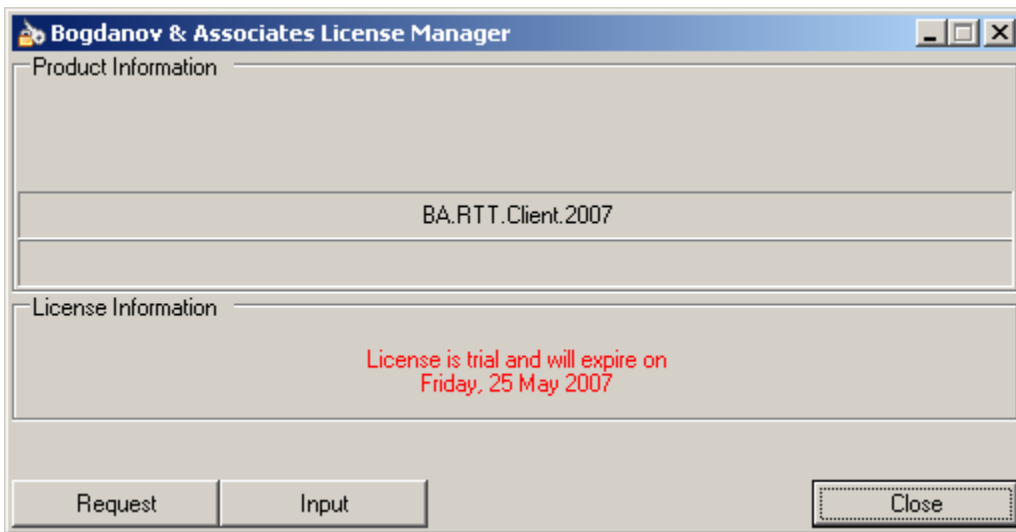 Bogdanov & Associates License Manager
Product Information
BA.RTT.Client.2007
License Information
License is trial and will expire on
Friday, 25 May 2007
Request
Input
Close